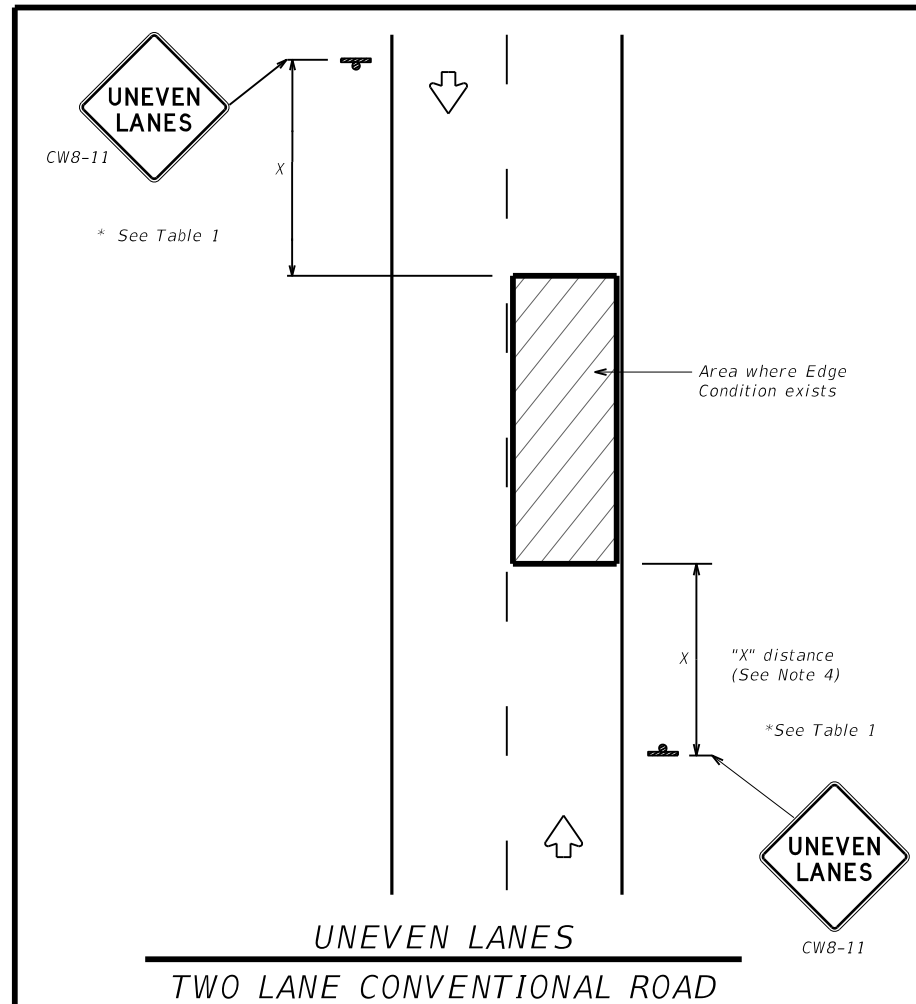 UNEVEN
LANES
CW8-11
X
* See Table 1
Area where Edge
Condition exists
X
"X" distance
(See Note 4)
*See Table 1
UNEVEN
LANES
CW8-11
UNEVEN LANES
TWO LANE CONVENTIONAL ROAD